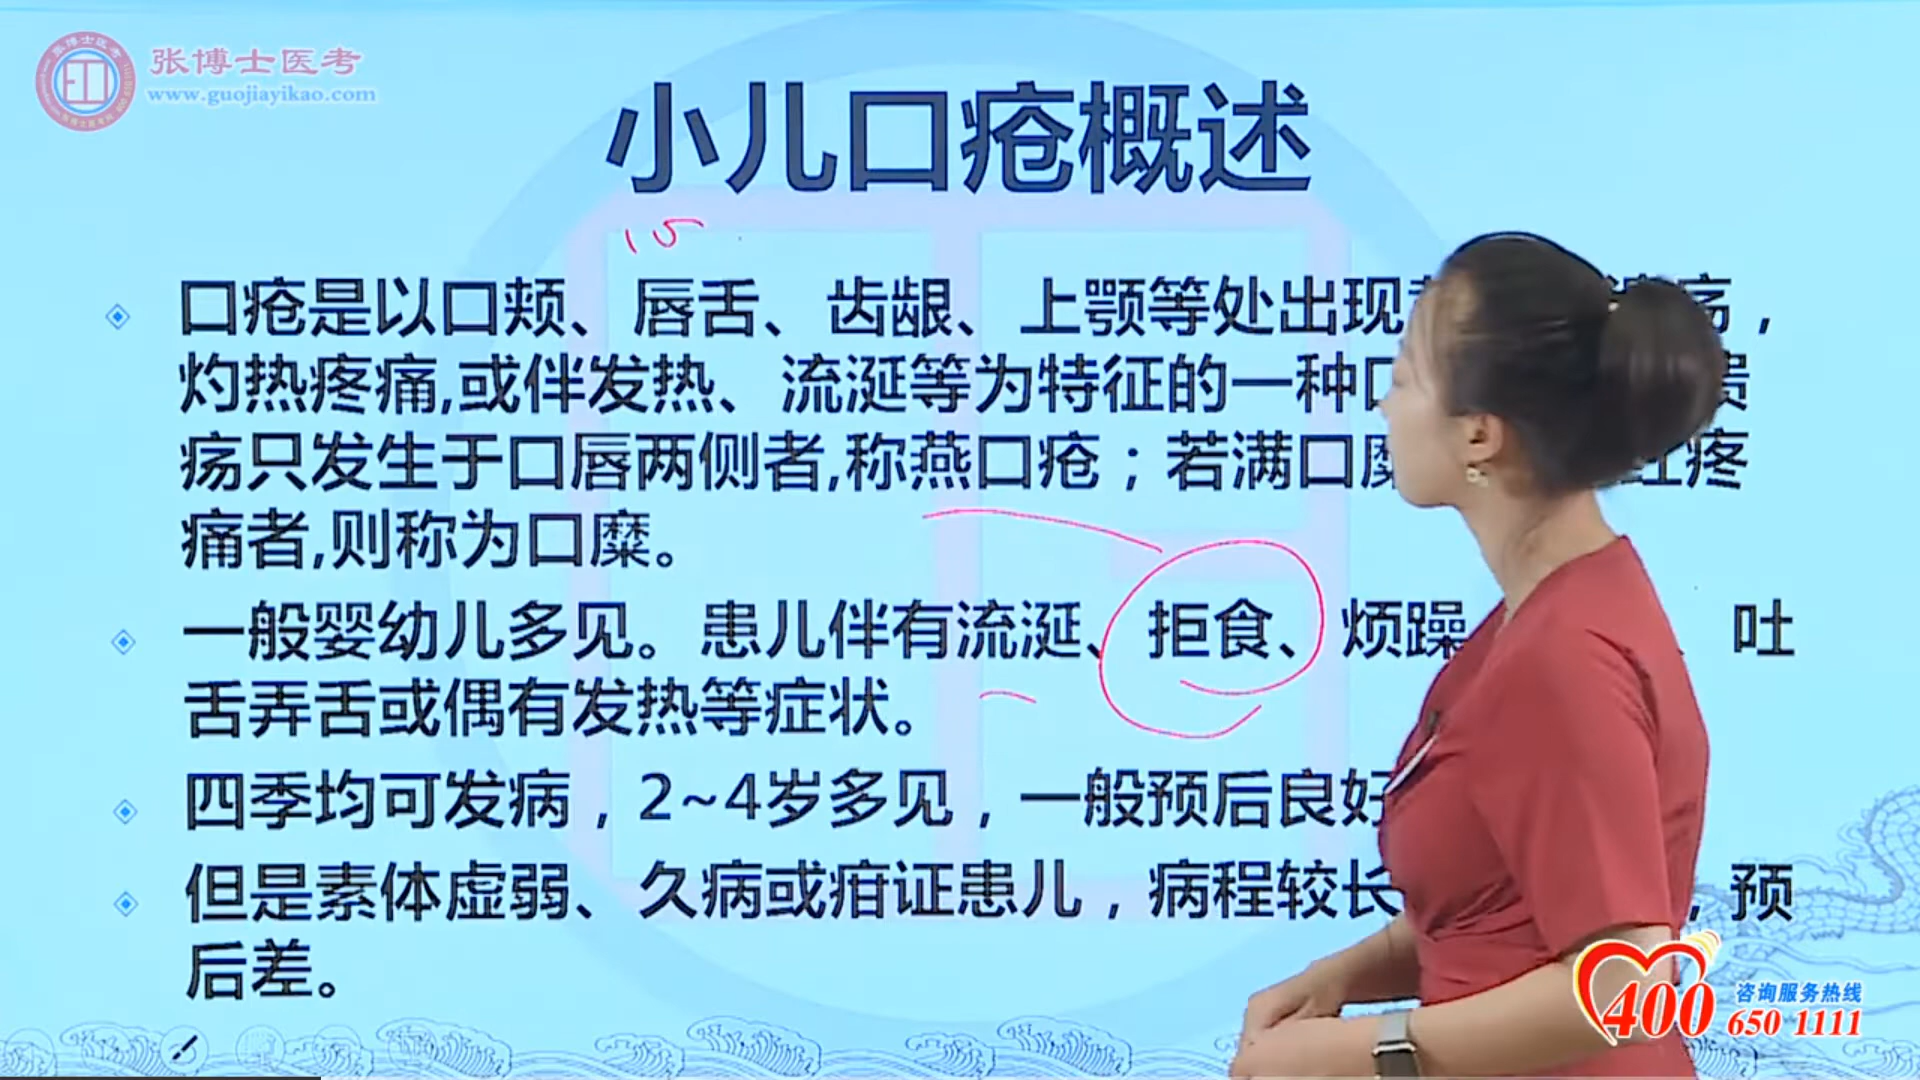 张博士医考
www.guojiayikao.com
小儿口疮概述
口疮是以口颊、唇舌、齿龈、上颚等处出现疡，
灼热疼痛,或伴发热、流涎等为特征的一种
疡只发生于口唇两侧者,称燕口疮；若满口疼
痛者,则称为口糜。
一般婴幼儿多见。患儿伴有流涎、拒食、烦躁、吐
舌弄舌或偶有发热等症状。
四季均可发病，2~4岁多见，一般预后良好
但是素体虚弱、久病或疳证患儿，病程较长，预
后差。
400 咨询服务热线
650 1111